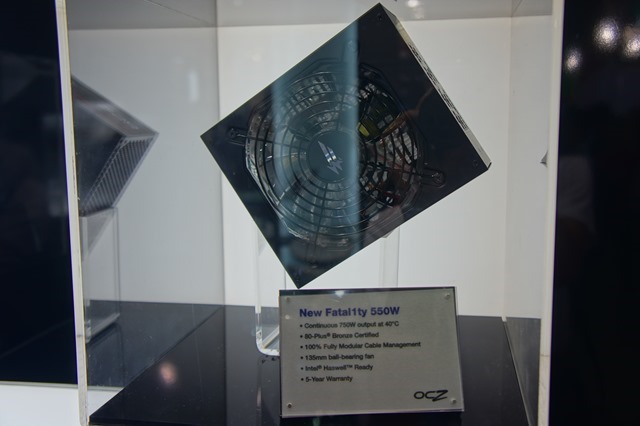 New Fatal1ty 550W
• Continuous 750W output at 40°C
• 80-Plus® Bronze Certified
• 100% Fully Modular Cable Management
• 135mm ball-bearing fan
• Intel® Haswell™ Ready
• 5-Year Warranty
OCZ